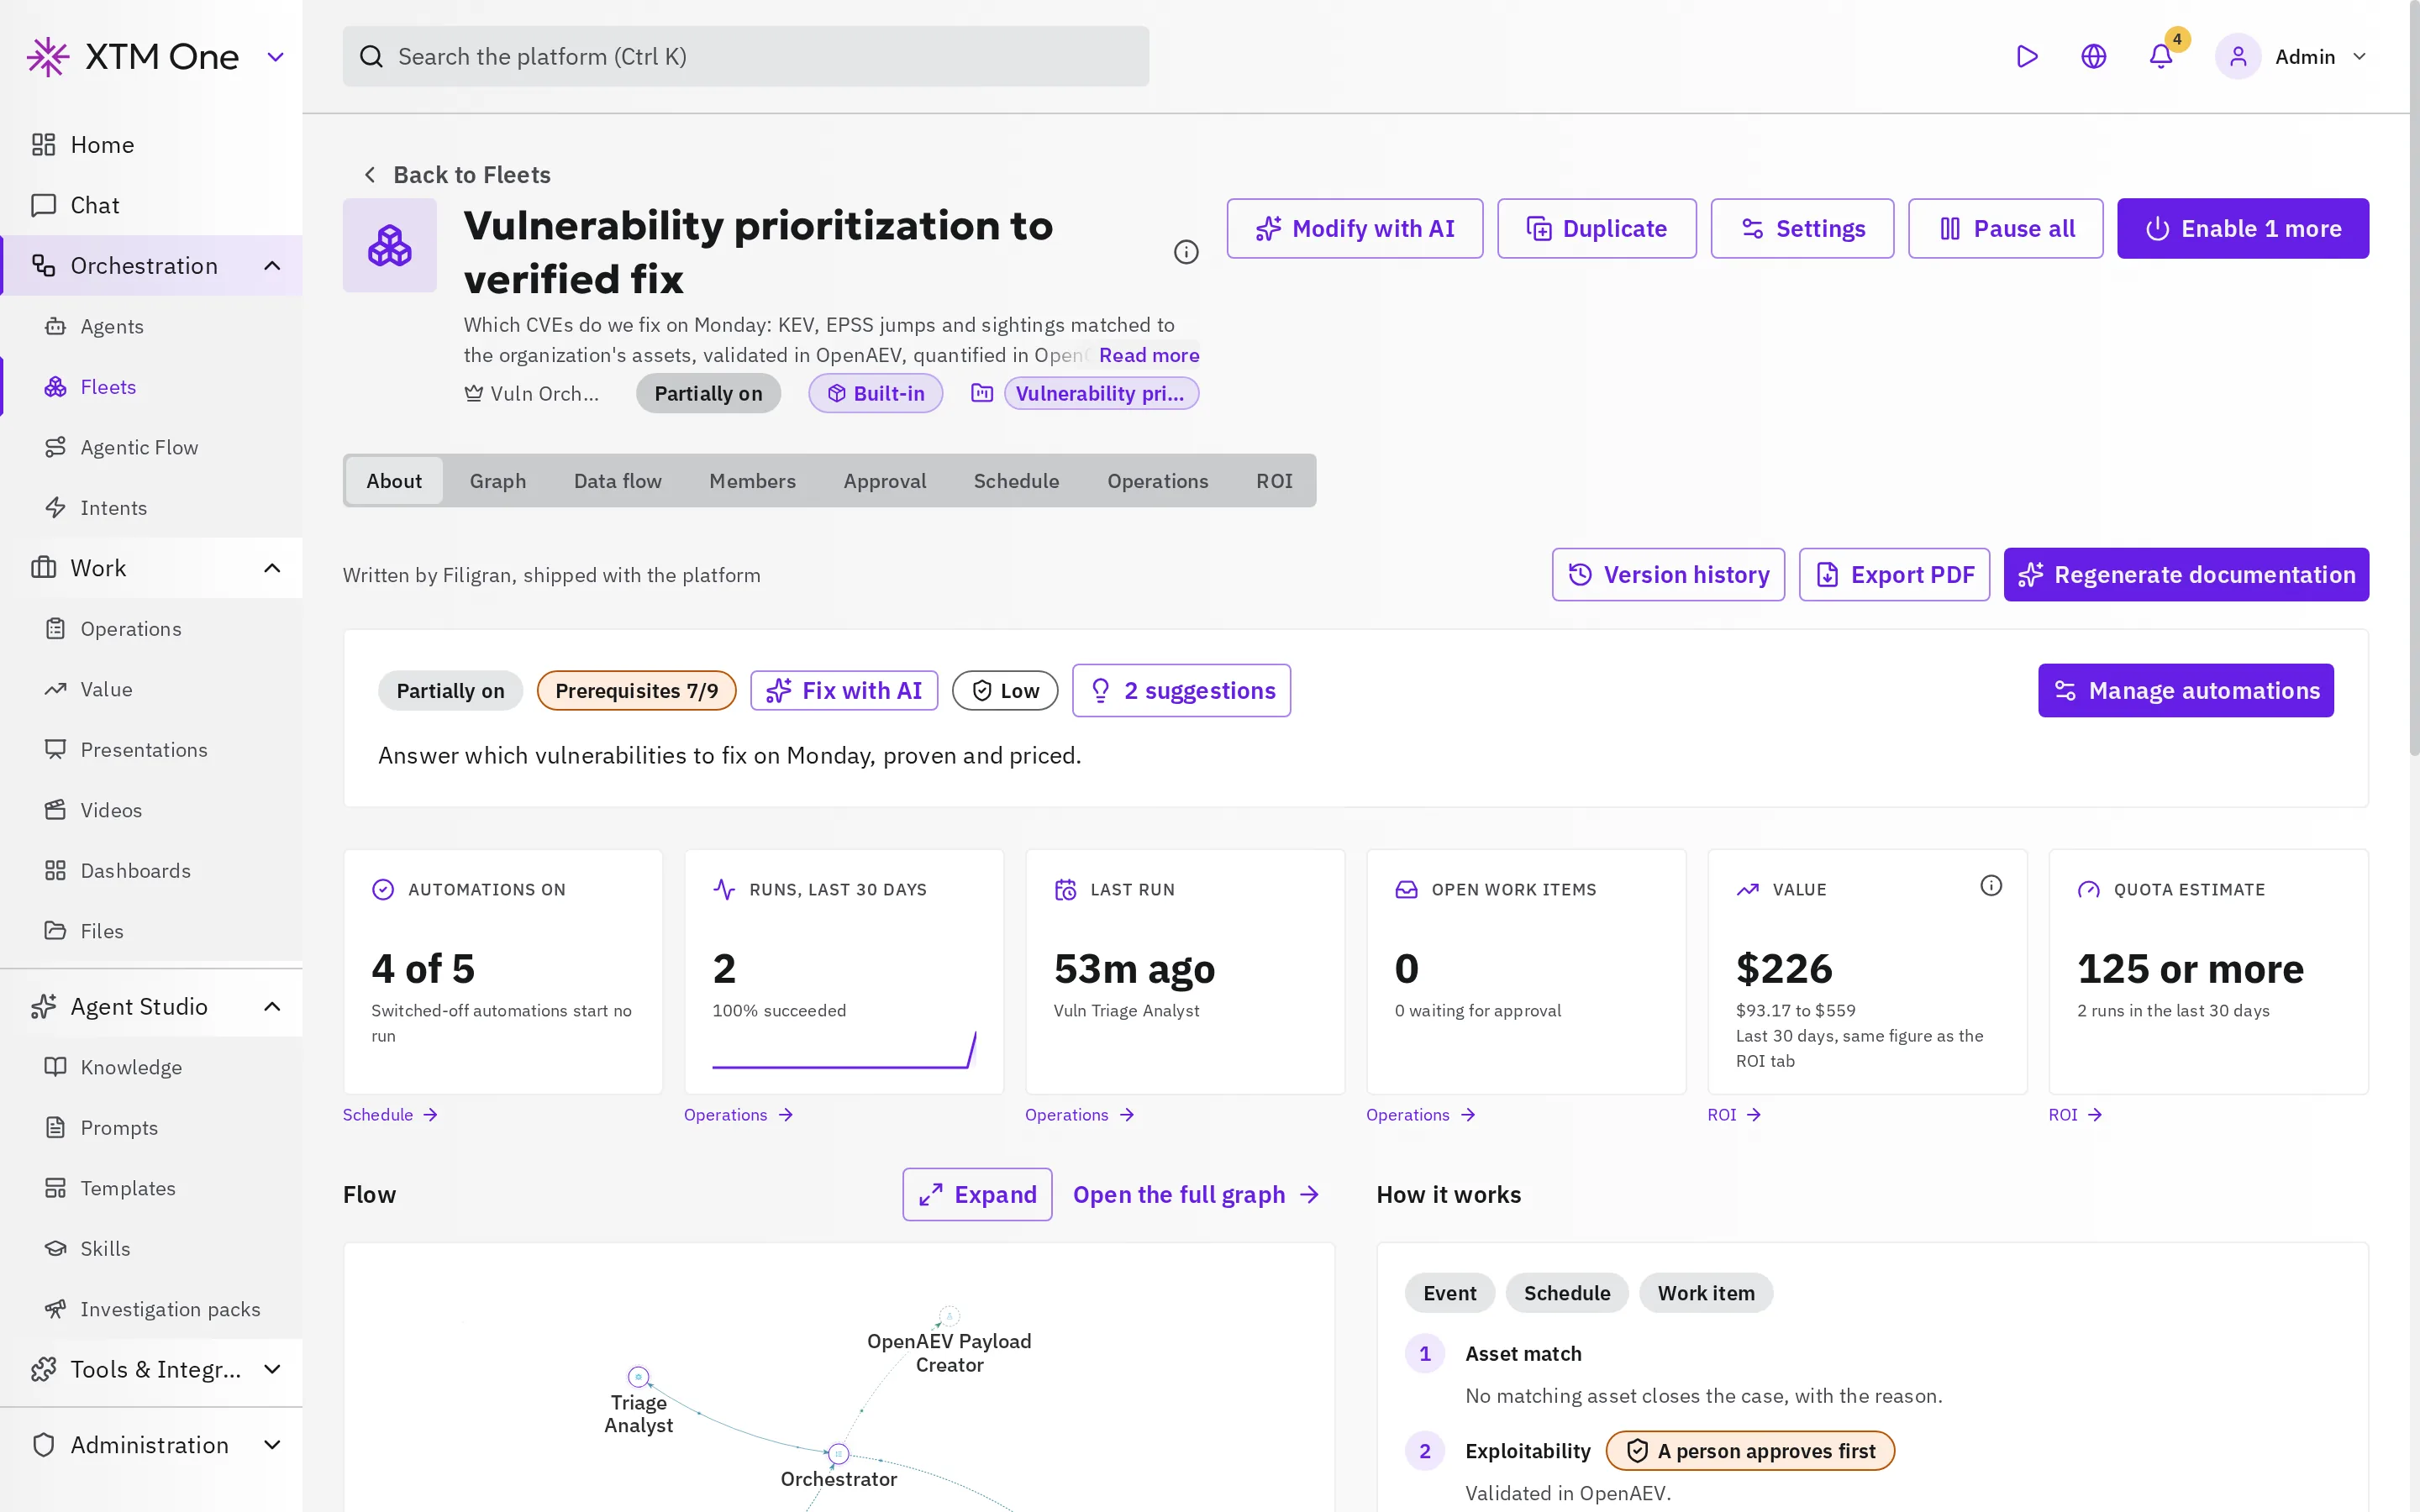 XTM One
Search the platform (Ctrl K)
4
Admin
Home
Chat
Orchestration
Agents
Fleets
Agentic Flow
Intents
Work
Operations
Value
Presentations
Videos
Dashboards
Files
Agent Studio
Knowledge
Prompts
Templates
Skills
Investigation packs
Tools & Integr...
Administration
Back to Fleets
Vulnerability prioritization to
verified fix
Modify with AI
Duplicate
Settings
Pause all
Enable 1 more
Which CVEs do we fix on Monday: KEV, EPSS jumps and sightings matched to
the organization's assets, validated in OpenAEV, quantified in Open
Read more
Vuln Orch...
Partially on
Built-in
Vulnerability pri...
About
Graph
Data flow
Members
Approval
Schedule
Operations
ROI
Written by Filigran, shipped with the platform
Version history
Export PDF
Regenerate documentation
Partially on
Prerequisites 7/9
Fix with AI
Low
2 suggestions
Manage automations
Answer which vulnerabilities to fix on Monday, proven and priced.
AUTOMATIONS ON
4 of 5
Switched-off automations start no
run
Schedule
RUNS, LAST 30 DAYS
2
100% succeeded
Operations
LAST RUN
53m ago
Vuln Triage Analyst
Operations
OPEN WORK ITEMS
0
0 waiting for approval
Operations
VALUE
$226
$93.17 to $559
Last 30 days, same figure as the
ROI tab
ROI
QUOTA ESTIMATE
125 or more
2 runs in the last 30 days
ROI
Flow
Expand
Open the full graph
OpenAEV Payload
Creator
Triage
Analyst
Orchestrator
How it works
Event
Schedule
Work item
1
Asset match
No matching asset closes the case, with the reason.
2
Exploitability
A person approves first
Validated in OpenAEV.